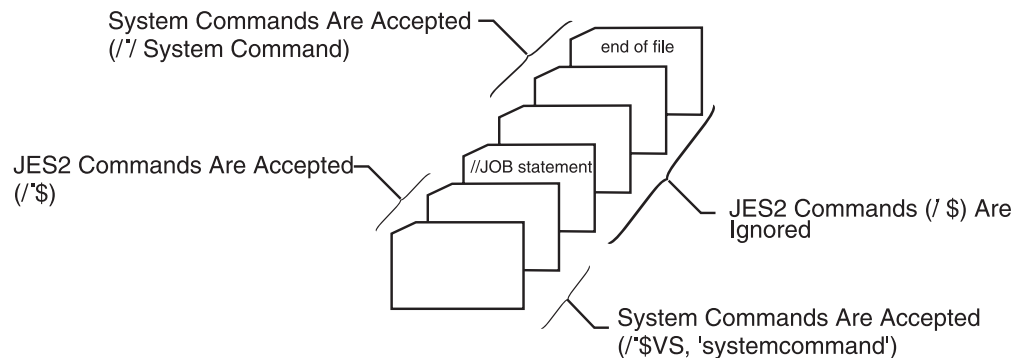 System Commands Are Accepted
(/*/ System Command)
end of file
JES2 Commands Are Accepted
(/*$)
//JOB statement
JES2 Commands (/ $) Are
Ignored
System Commands Are Accepted
(/*$VS, 'systemcommand')